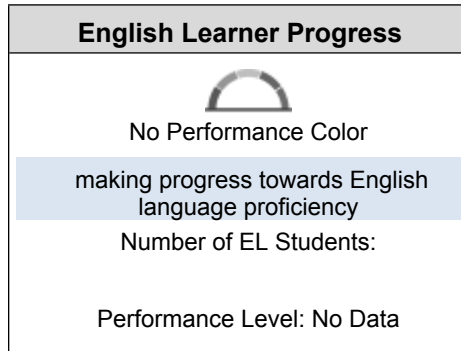 English Learner Progress
No Performance Color
making progress towards English
language proficiency
Number of EL Students:
Performance Level: No Data